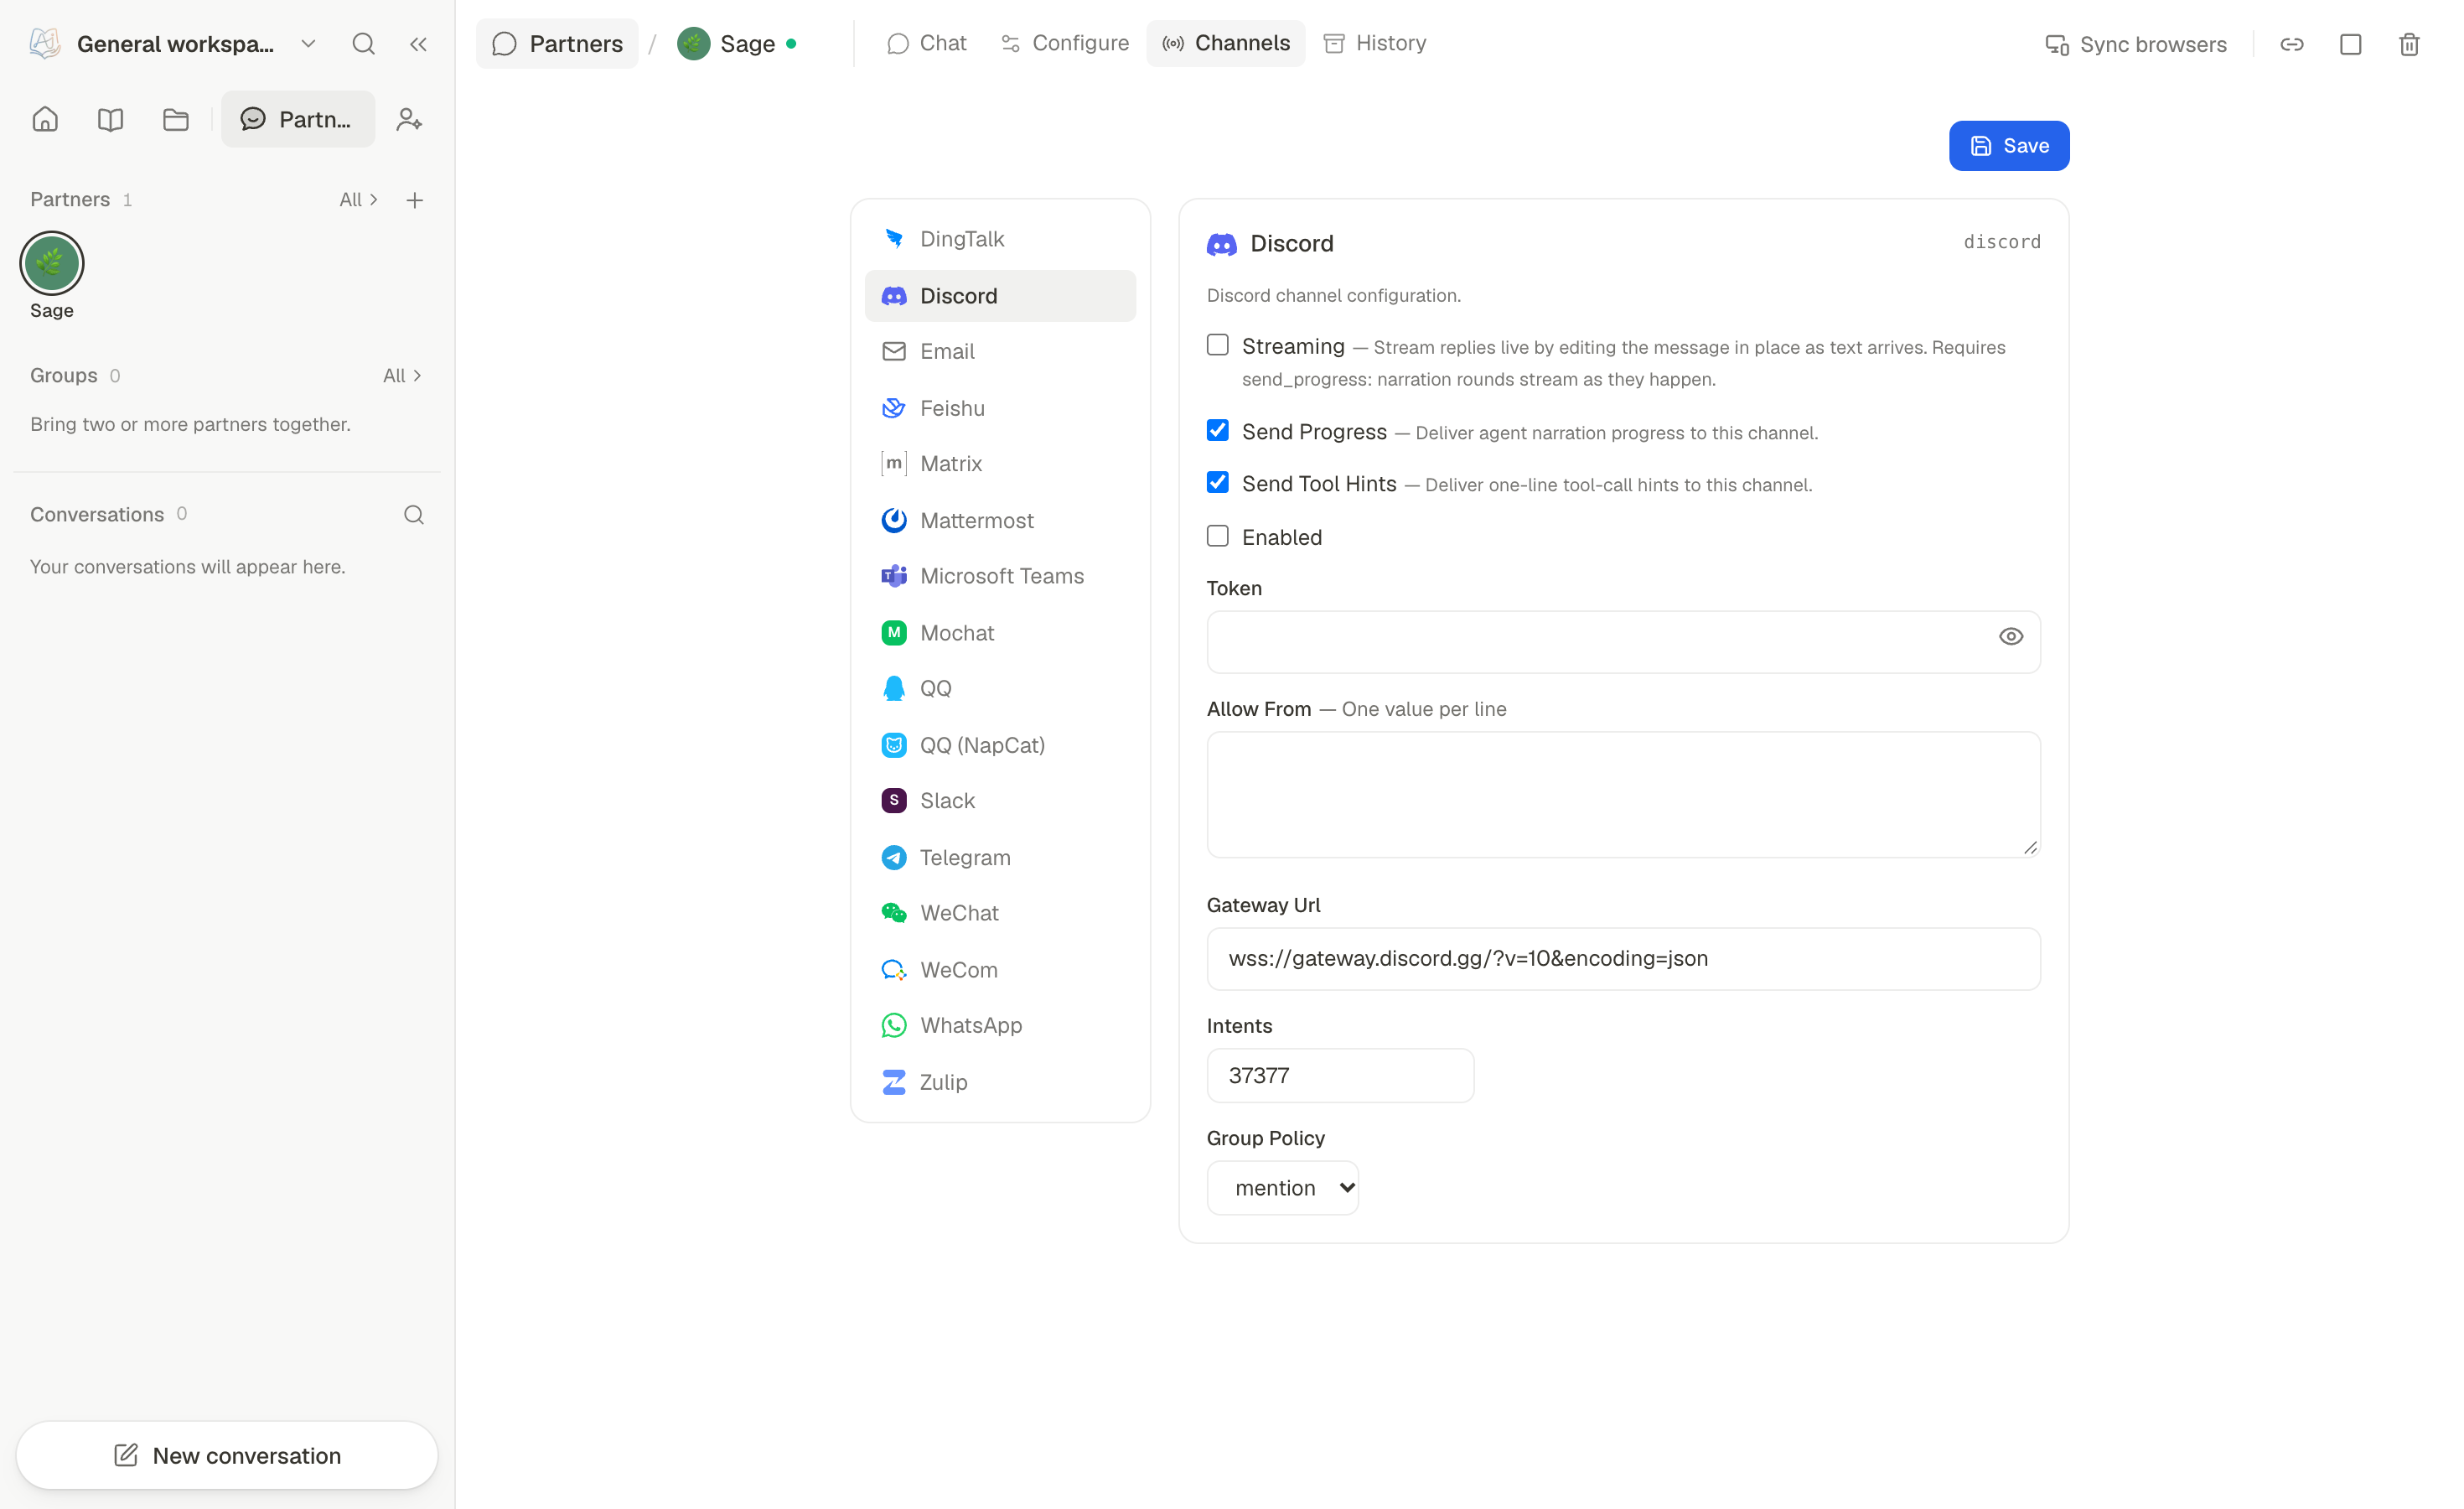 General workspa...
Partn...
Partners 1
All
Sage
Groups 0
All
Bring two or more partners together.
Conversations 0
Your conversations will appear here.
New conversation
Partners / Sage
Chat
Configure
Channels
History
Sync browsers
Save
DingTalk
Discord
Email
Feishu
[m] Matrix
Mattermost
T Microsoft Teams
M Mochat
QQ
QQ (NapCat)
S Slack
Telegram
WeChat
WeCom
WhatsApp
Zulip
Discord
discord
Discord channel configuration.
Streaming — Stream replies live by editing the message in place as text arrives. Requires
send_progress: narration rounds stream as they happen.
Send Progress — Deliver agent narration progress to this channel.
Send Tool Hints — Deliver one-line tool-call hints to this channel.
Enabled
Token
Allow From — One value per line
Gateway Url
wss://gateway.discord.gg/?v=10&encoding=json
Intents
37377
Group Policy
mention